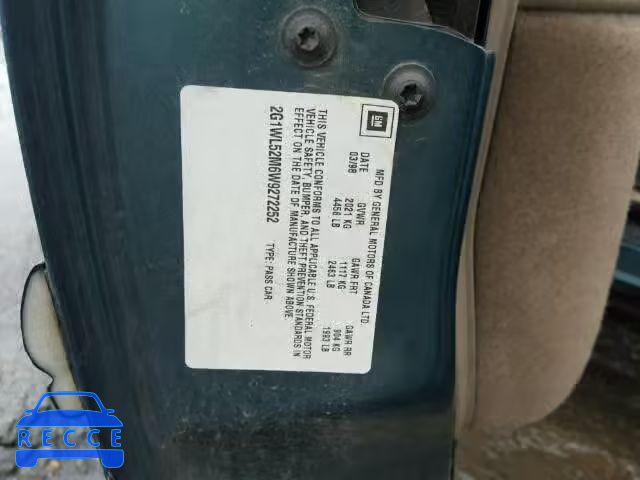 GM
MFD BY GENERAL MOTORS OF CANADA LTD
DATE GVWR GAWR FRT GAWR RR
03/98 2021 KG 1117 KG 904 KG
4456 LB 2463 LB 1993 LB
THIS VEHICLE CONFORMS TO ALL APPLICABLE U.S. FEDERAL MOTOR
VEHICLE SAFETY, BUMPER, AND THEFT PREVENTION STANDARDS IN
EFFECT ON THE DATE OF MANUFACTURE SHOWN ABOVE.
2G1WL52M6W9272252 TYPE: PASS CAR
RECCE